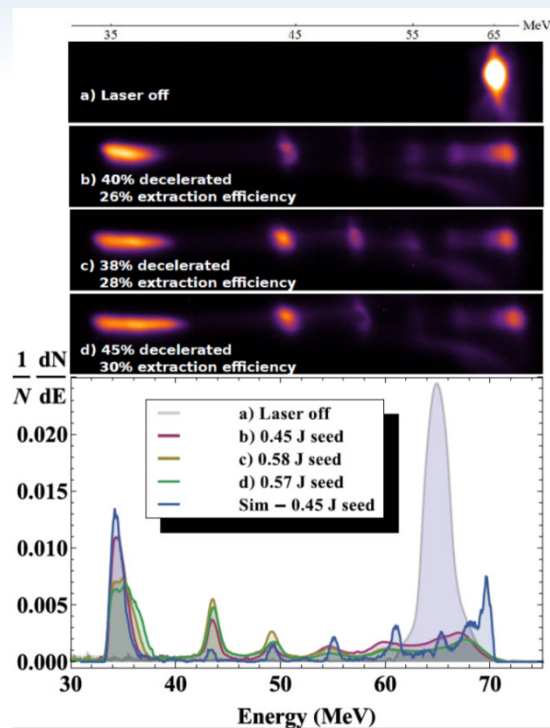 MeV
35 45 55 65
a) Laser off
b) 40% decelerated
26% extraction efficiency
c) 38% decelerated
28% extraction efficiency
d) 45% decelerated
30% extraction efficiency
1 dN
N dE
a) Laser off
b) 0.45 J seed
c) 0.58 J seed
d) 0.57 J seed
Sim – 0.45 J seed
0.020
0.015
0.010
0.005
0.000
30 40 50 60 70
Energy (MeV)